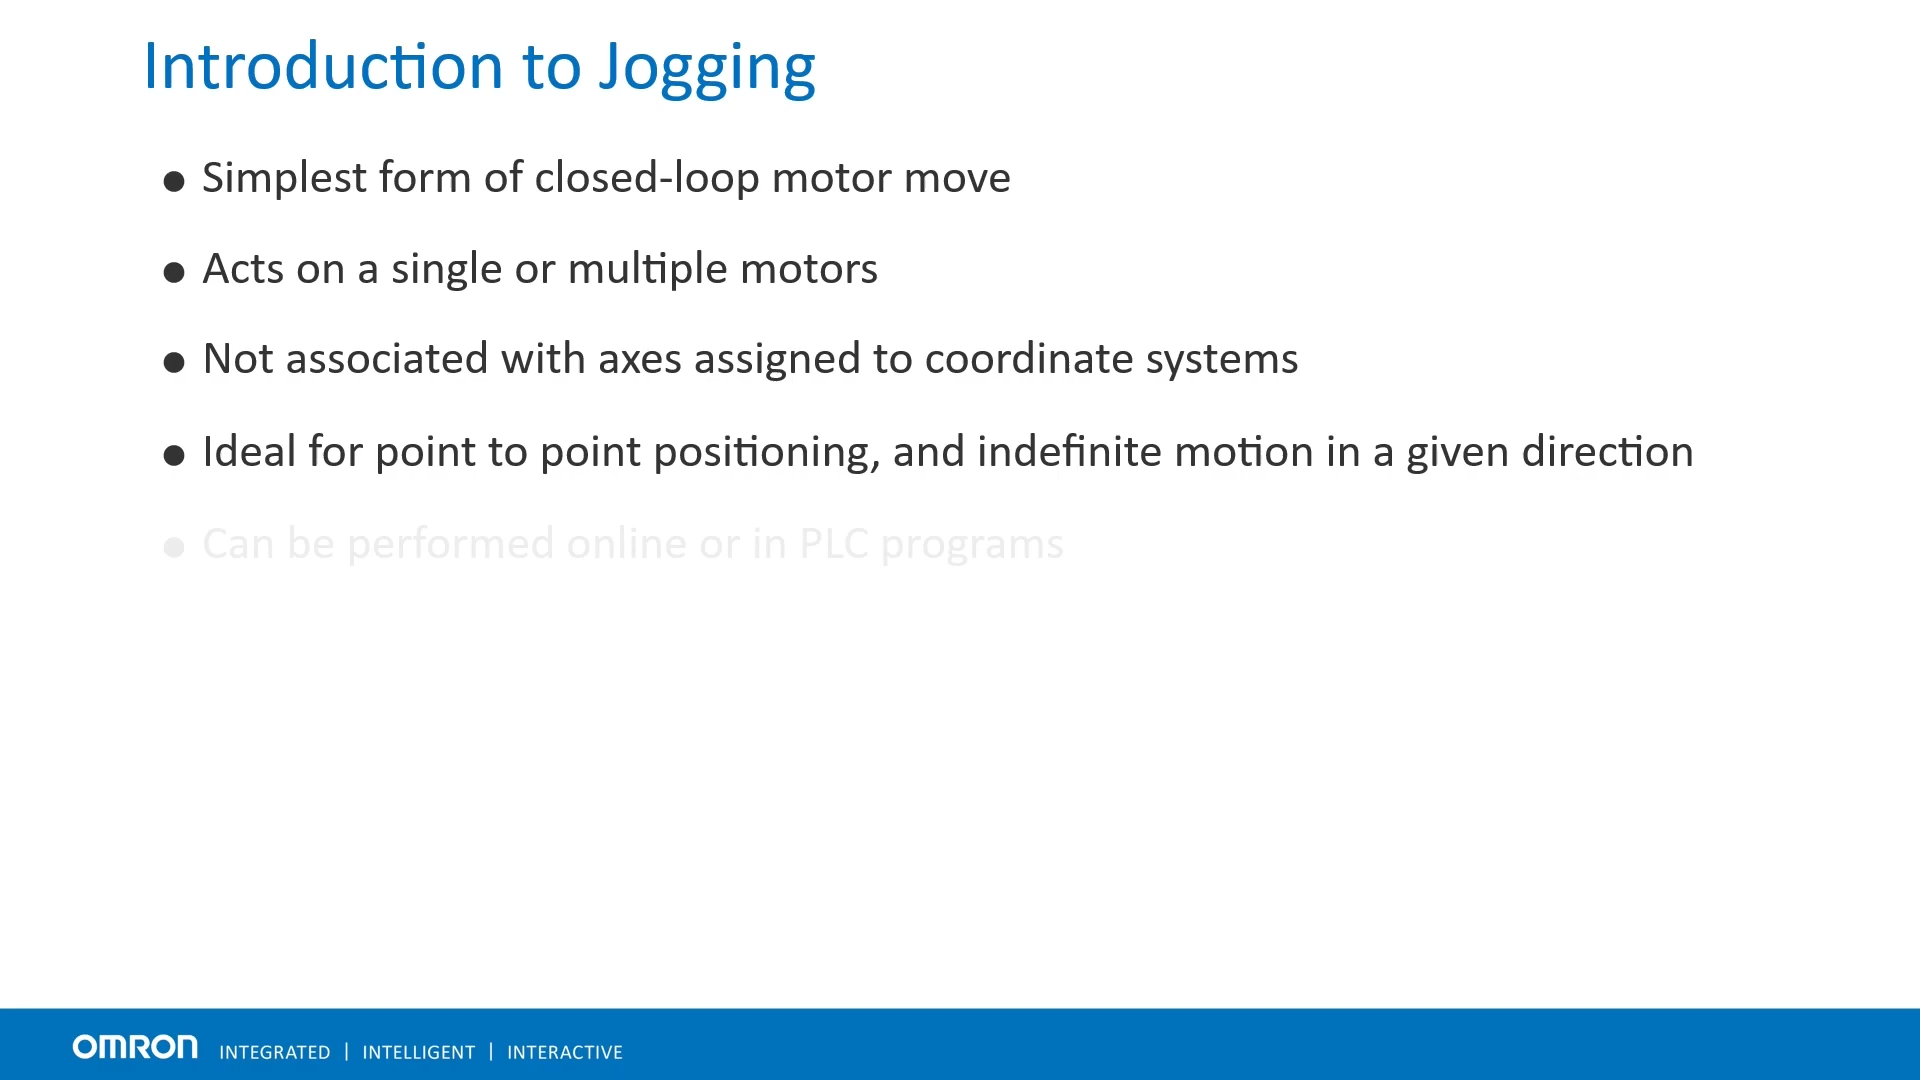 Introduction to Jogging
● Simplest form of closed-loop motor move
● Acts on a single or multiple motors
● Not associated with axes assigned to coordinate systems
● Ideal for point to point positioning, and indefinite motion in a given direction
● Can be performed online or in PLC programs
OMRON INTEGRATED | INTELLIGENT | INTERACTIVE